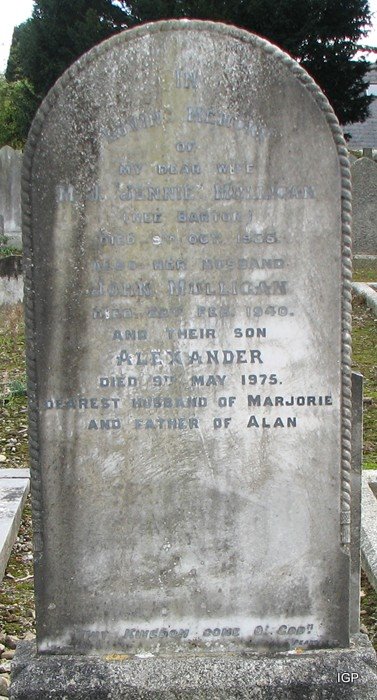 IN
LOVING MEMORY
OF
MY DEAR WIFE
M. J. "JENNIE" MULLIGAN
(NEE BARTON)
DIED 9TH OCT.
ALSO HER HUSBAND
JOHN MULLIGAN
DIED FEB. 1940.
AND THEIR SON
ALEXANDER
DIED 9TH MAY 1975.
DEAREST HUSBAND OF MARJORIE
AND FATHER OF ALAN
"THY KINGDOM COME O! GOD"
IGP